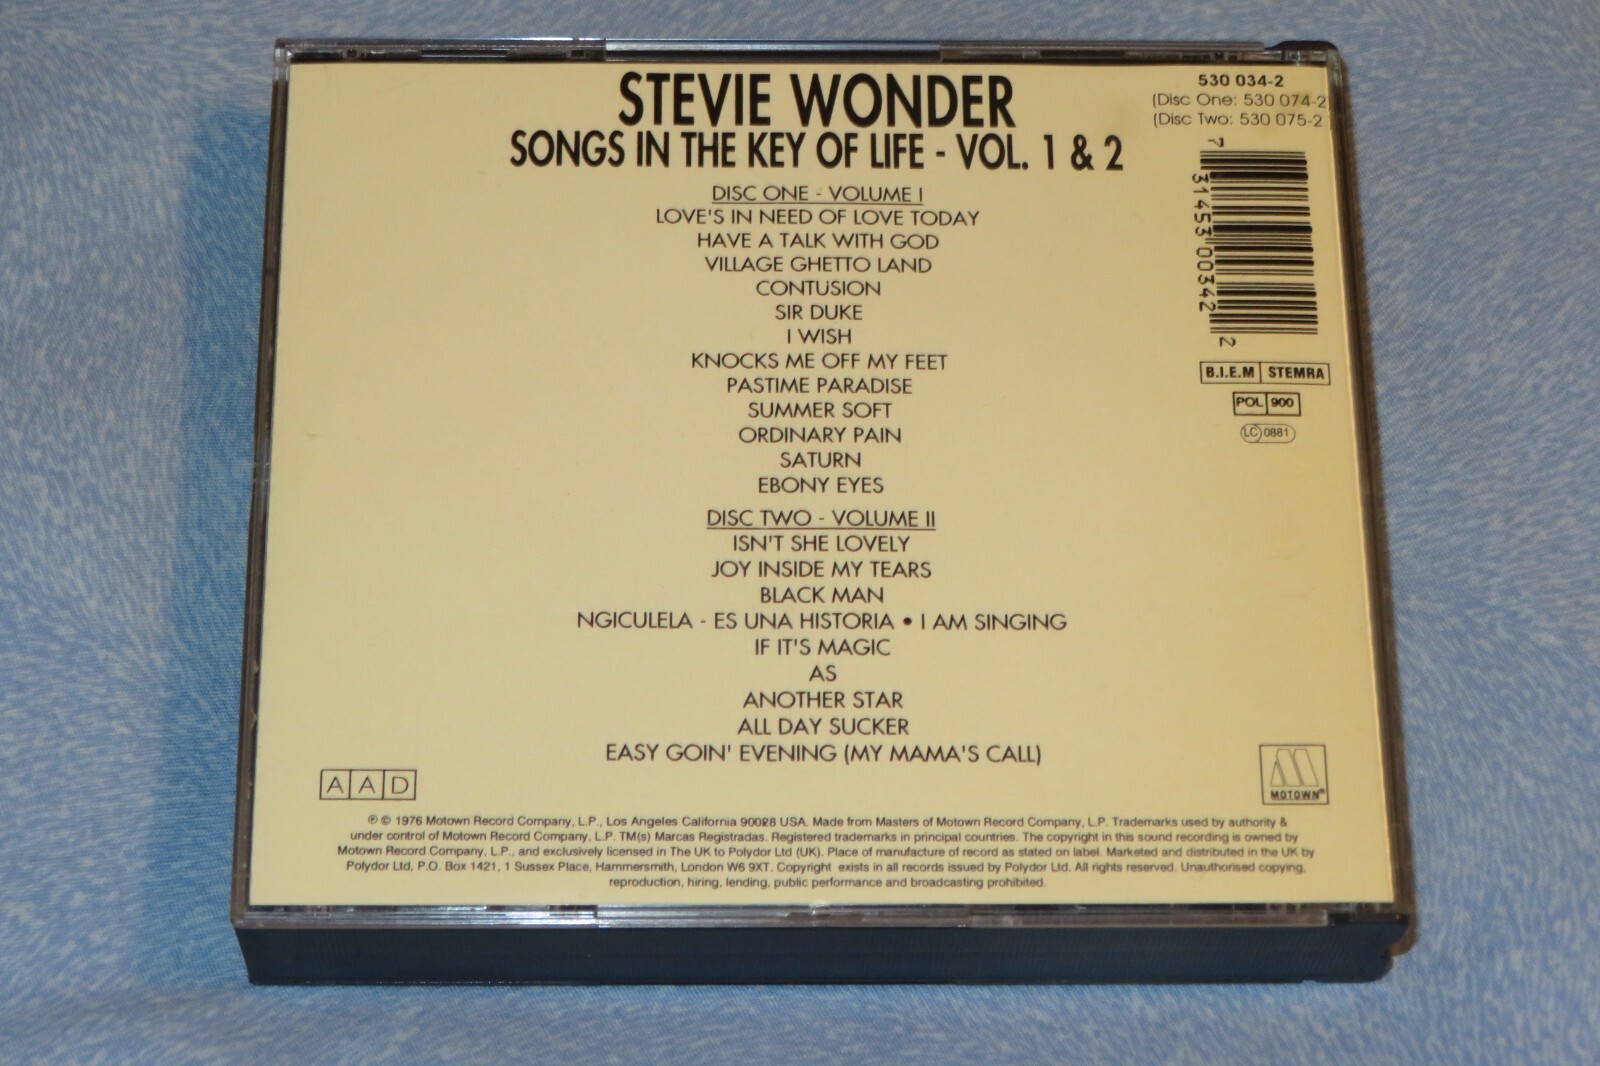 STEVIE WONDER
SONGS IN THE KEY OF LIFE - VOL. 1 & 2
530 034-2
(Disc One: 530 074-2)
(Disc Two: 530 075-2)
DISC ONE - VOLUME I
LOVE'S IN NEED OF LOVE TODAY
HAVE A TALK WITH GOD
VILLAGE GHETTO LAND
CONTUSION
SIR DUKE
I WISH
KNOCKS ME OFF MY FEET
PASTIME PARADISE
SUMMER SOFT
ORDINARY PAIN
SATURN
EBONY EYES
DISC TWO - VOLUME II
ISN'T SHE LOVELY
JOY INSIDE MY TEARS
BLACK MAN
NGICULELA - ES UNA HISTORIA • I AM SINGING
IF IT'S MAGIC
AS
ANOTHER STAR
ALL DAY SUCKER
EASY GOIN' EVENING (MY MAMA'S CALL)
7 31453 00342 2
B.I.E.M STEMRA
POL 900
LC 0881
AAD
MOTOWN®
℗ © 1976 Motown Record Company, L.P., Los Angeles California 90028 USA. Made from Masters of Motown Record Company, L.P. Trademarks used by authority &
under control of Motown Record Company, L.P. TM(s) Marcas Registradas. Registered trademarks in principal countries. The copyright in this sound recording is owned by
Motown Record Company, L.P., and exclusively licensed in The UK to Polydor Ltd (UK). Place of manufacture of record as stated on label. Marketed and distributed in the UK by
Polydor Ltd, P.O. Box 1421, 1 Sussex Place, Hammersmith, London W6 9XT. Copyright exists in all records issued by Polydor Ltd. All rights reserved. Unauthorised copying,
reproduction, hiring, lending, public performance and broadcasting prohibited.